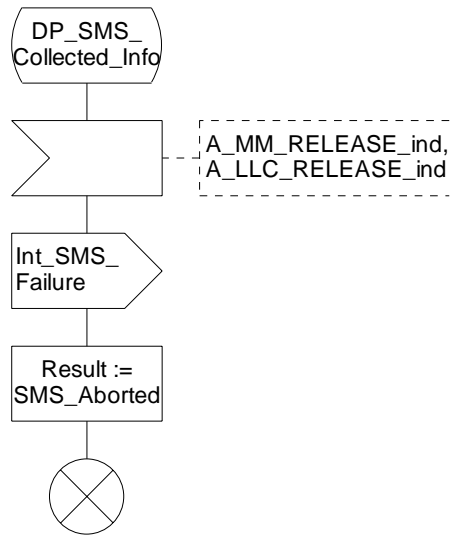 DP_SMS_
Collected_Info
A_MM_RELEASE_ind,
A_LLC_RELEASE_ind
Int_SMS_
Failure
Result :=
SMS_Aborted